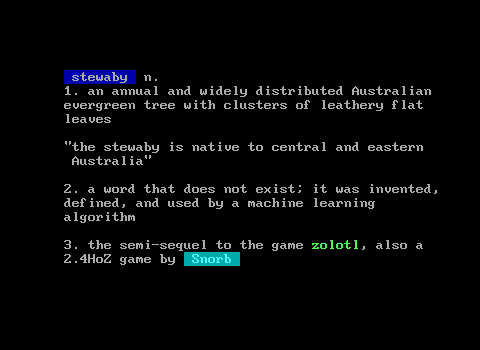 stewaby n.
1. an annual and widely distributed Australian
evergreen tree with clusters of leathery flat
leaves
"the stewaby is native to central and eastern
Australia"
2. a word that does not exist; it was invented,
defined, and used by a machine learning
algorithm
3. the semi-sequel to the game zolotl, also a
2.4HoZ game by Snorb